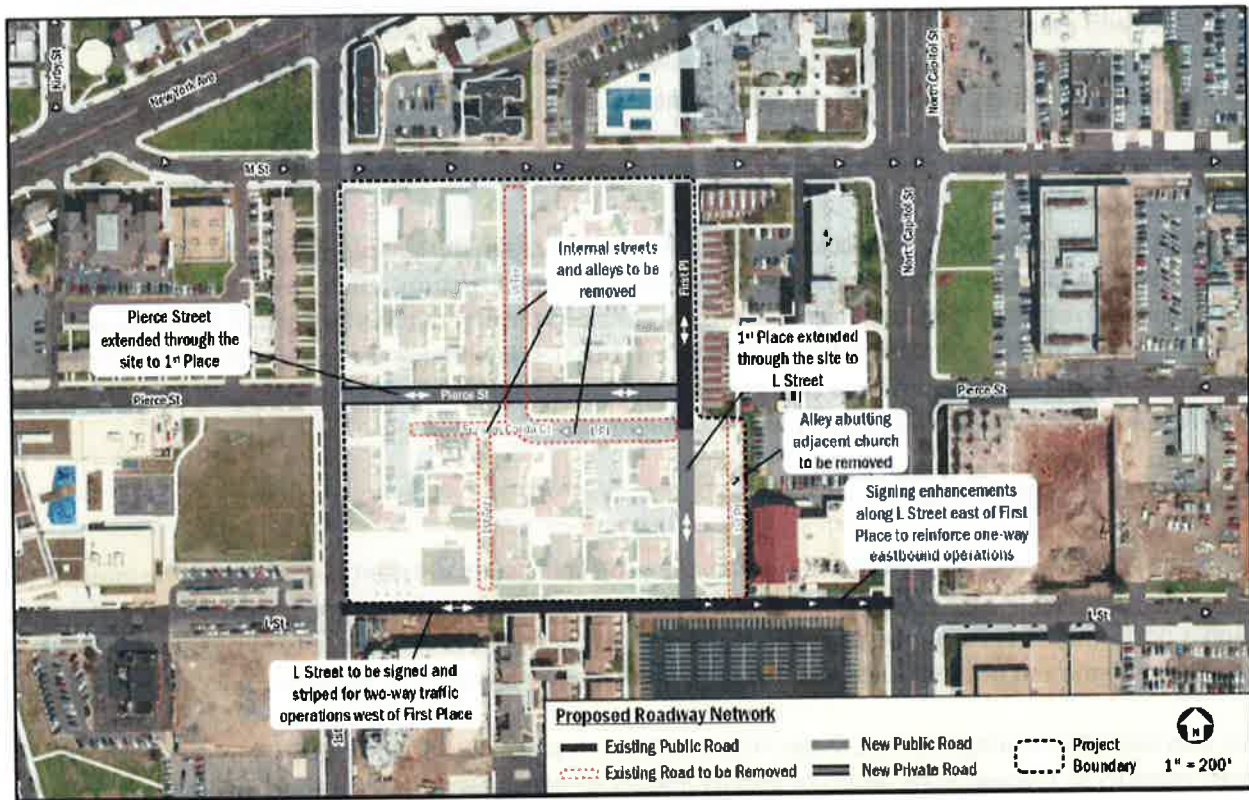 Kirby St
New York Ave
North Capitol St
M St
Internal streets
and alleys to be
removed
First Pl
North Capitol St
Pierce Street
extended through the
site to 1st Place
1st Place extended
through the site to
L Street
Pierce St
Pierce St
Pierce St
Alley abutting
adjacent church
to be removed
Signing enhancements
along L Street east of First
Place to reinforce one-way
eastbound operations
L St
L St
L Street to be signed and
striped for two-way traffic
operations west of First Place
Proposed Roadway Network
Existing Public Road
New Public Road
Project
Boundary
N
1" = 200'
Existing Road to be Removed
New Private Road